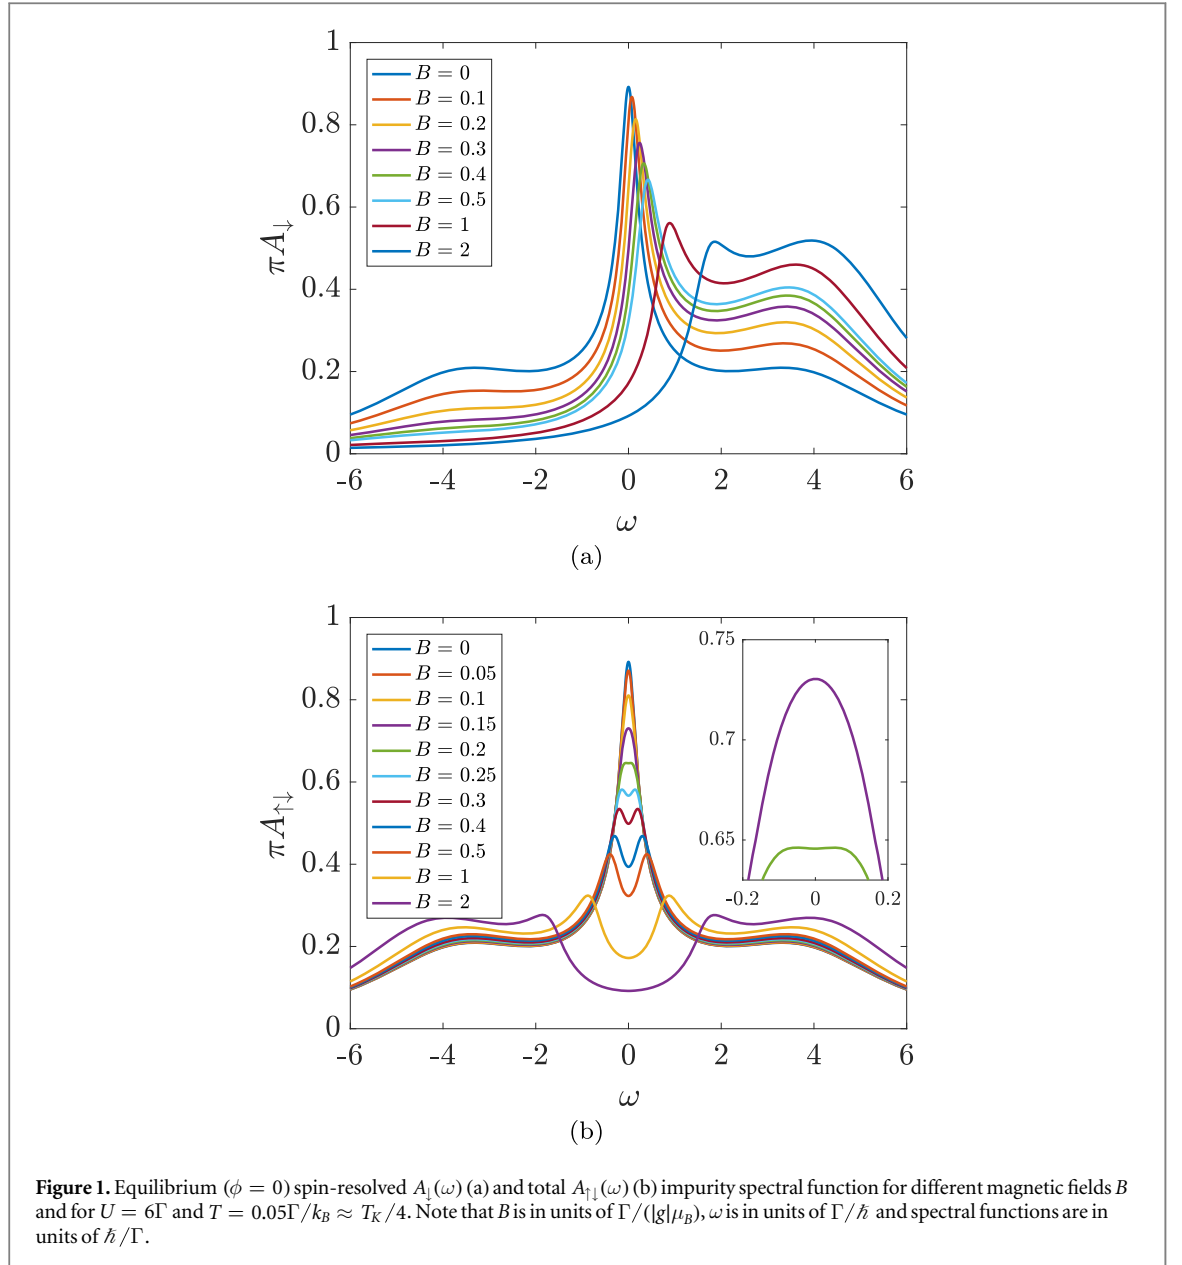 1
0.8
0.6
0.4
0.2
0
πA↓
B = 0
B = 0.1
B = 0.2
B = 0.3
B = 0.4
B = 0.5
B = 1
B = 2
-6 -4 -2 0 2 4 6
ω
(a)
1
0.8
0.6
0.4
0.2
0
πA↑↓
B = 0
B = 0.05
B = 0.1
B = 0.15
B = 0.2
B = 0.25
B = 0.3
B = 0.4
B = 0.5
B = 1
B = 2
0.75
0.7
0.65
-0.2 0 0.2
-6 -4 -2 0 2 4 6
ω
(b)
Figure 1. Equilibrium (ϕ = 0) spin-resolved A↓(ω) (a) and total A↑↓(ω) (b) impurity spectral function for different magnetic fields B
and for U = 6Γ and T = 0.05Γ/k_B ≈ T_K/4. Note that B is in units of Γ/(|g|μ_B), ω is in units of Γ/ℏ and spectral functions are in
units of ℏ/Γ.